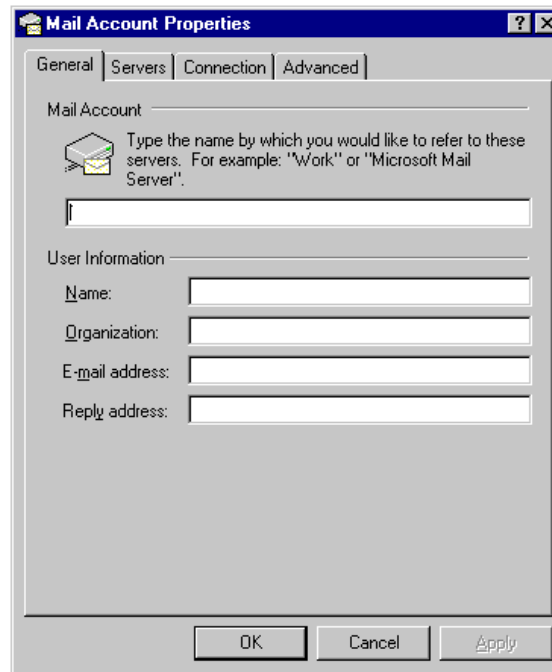 Mail Account Properties
General Servers Connection Advanced
Mail Account
Type the name by which you would like to refer to these
servers. For example: "Work" or "Microsoft Mail
Server".
User Information
Name:
Organization:
E-mail address:
Reply address:
OK Cancel Apply